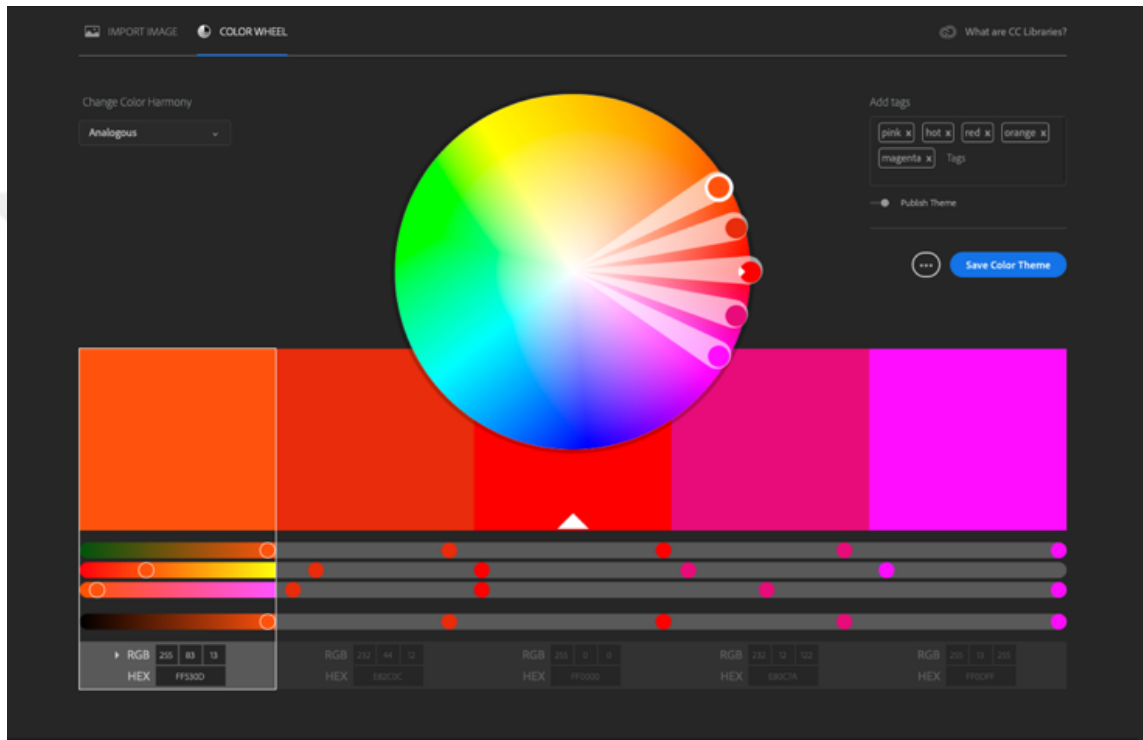 IMPORT IMAGE COLOR WHEEL What are CC Libraries?
Change Color Harmony
Analogous
Add tags
pink x hot x red x orange x
magenta x Tags
Publish Theme
Save Color Theme
RGB 255 83 13 RGB 232 44 12 RGB 255 0 0 RGB 232 12 122 RGB 255 13 255
HEX FF530D HEX E82C0C HEX FF0000 HEX E80C7A HEX FF0DFF